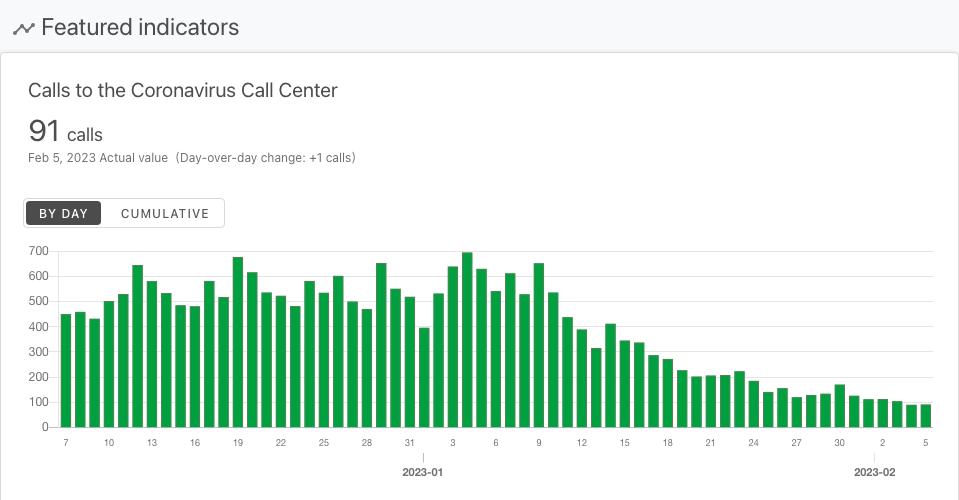 Featured indicators
Calls to the Coronavirus Call Center
91 calls
Feb 5, 2023 Actual value (Day-over-day change: +1 calls)
BY DAY CUMULATIVE
700
600
500
400
300
200
100
0
7 10 13 16 19 22 25 28 31 3 6 9 12 15 18 21 24 27 30 2 5
2023-01 2023-02